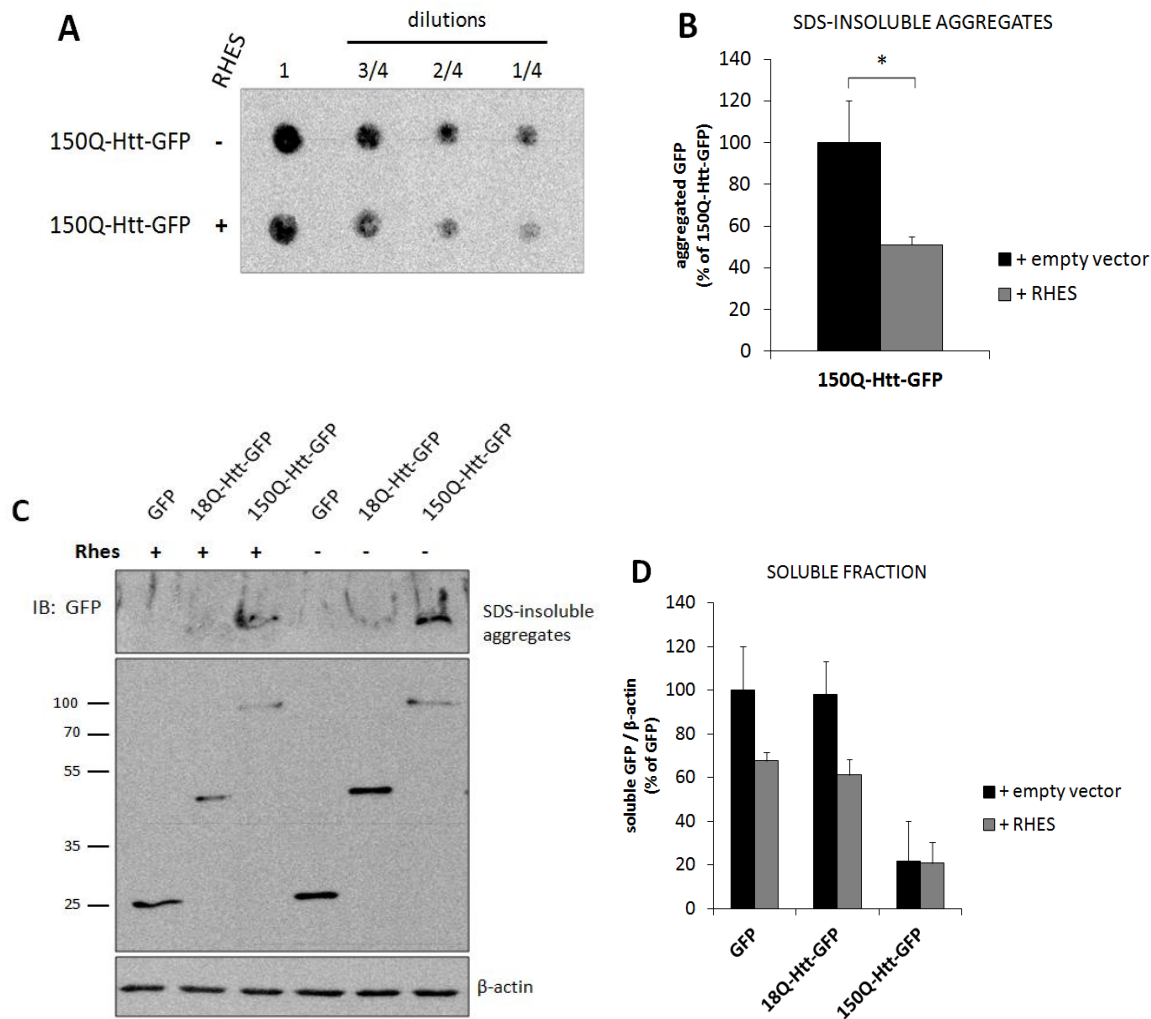 A
dilutions
RHES
1
3/4
2/4
1/4
150Q-Htt-GFP -
150Q-Htt-GFP +
B
SDS-INSOLUBLE AGGREGATES
aggregated GFP
(% of 150Q-Htt-GFP)
140
120
100
80
60
40
20
0
*
150Q-Htt-GFP
+ empty vector
+ RHES
C
GFP
18Q-Htt-GFP
150Q-Htt-GFP
GFP
18Q-Htt-GFP
150Q-Htt-GFP
Rhes + + + - - -
IB: GFP
SDS-insoluble
aggregates
100
70
55
35
25
β-actin
D
SOLUBLE FRACTION
soluble GFP / β-actin
(% of GFP)
140
120
100
80
60
40
20
0
GFP
18Q-Htt-GFP
150Q-Htt-GFP
+ empty vector
+ RHES